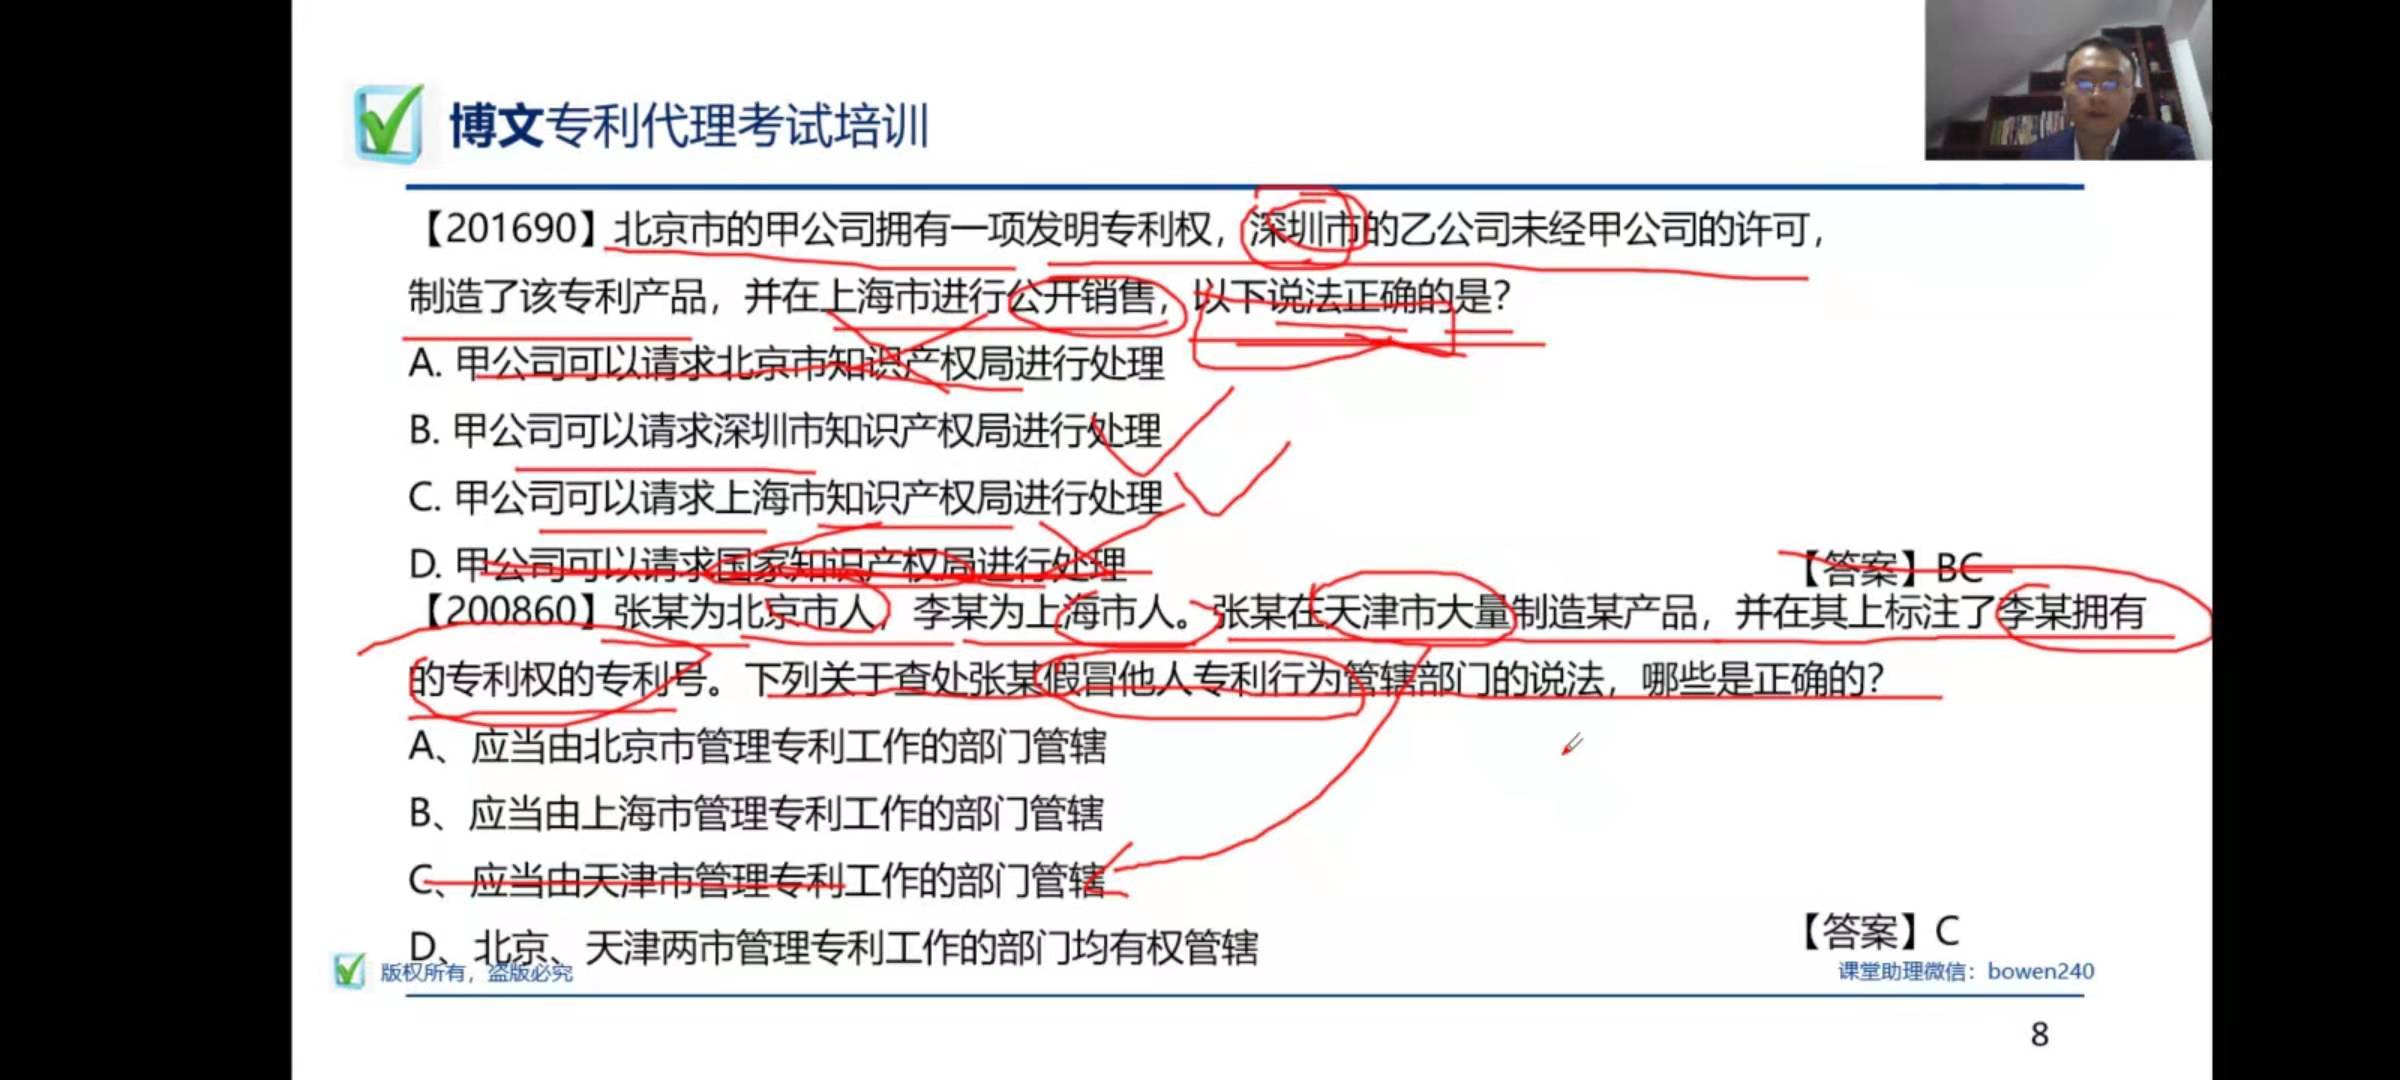 博文专利代理考试培训
【201690】北京市的甲公司拥有一项发明专利权，深圳市的乙公司未经甲公司的许可，
制造了该专利产品，并在上海市进行公开销售，以下说法正确的是？
A. 甲公司可以请求北京市知识产权局进行处理
B. 甲公司可以请求深圳市知识产权局进行处理
C. 甲公司可以请求上海市知识产权局进行处理
D. 甲公司可以请求国家知识产权局进行处理
【答案】BC
【200860】张某为北京市人，李某为上海市人。张某在天津市大量制造某产品，并在其上标注了李某拥有
的专利权的专利号。下列关于查处张某假冒他人专利行为管辖部门的说法，哪些是正确的？
A、应当由北京市管理专利工作的部门管辖
B、应当由上海市管理专利工作的部门管辖
C、应当由天津市管理专利工作的部门管辖
D、北京、天津两市管理专利工作的部门均有权管辖
【答案】C
版权所有，盗版必究
课堂助理微信：bowen240
8